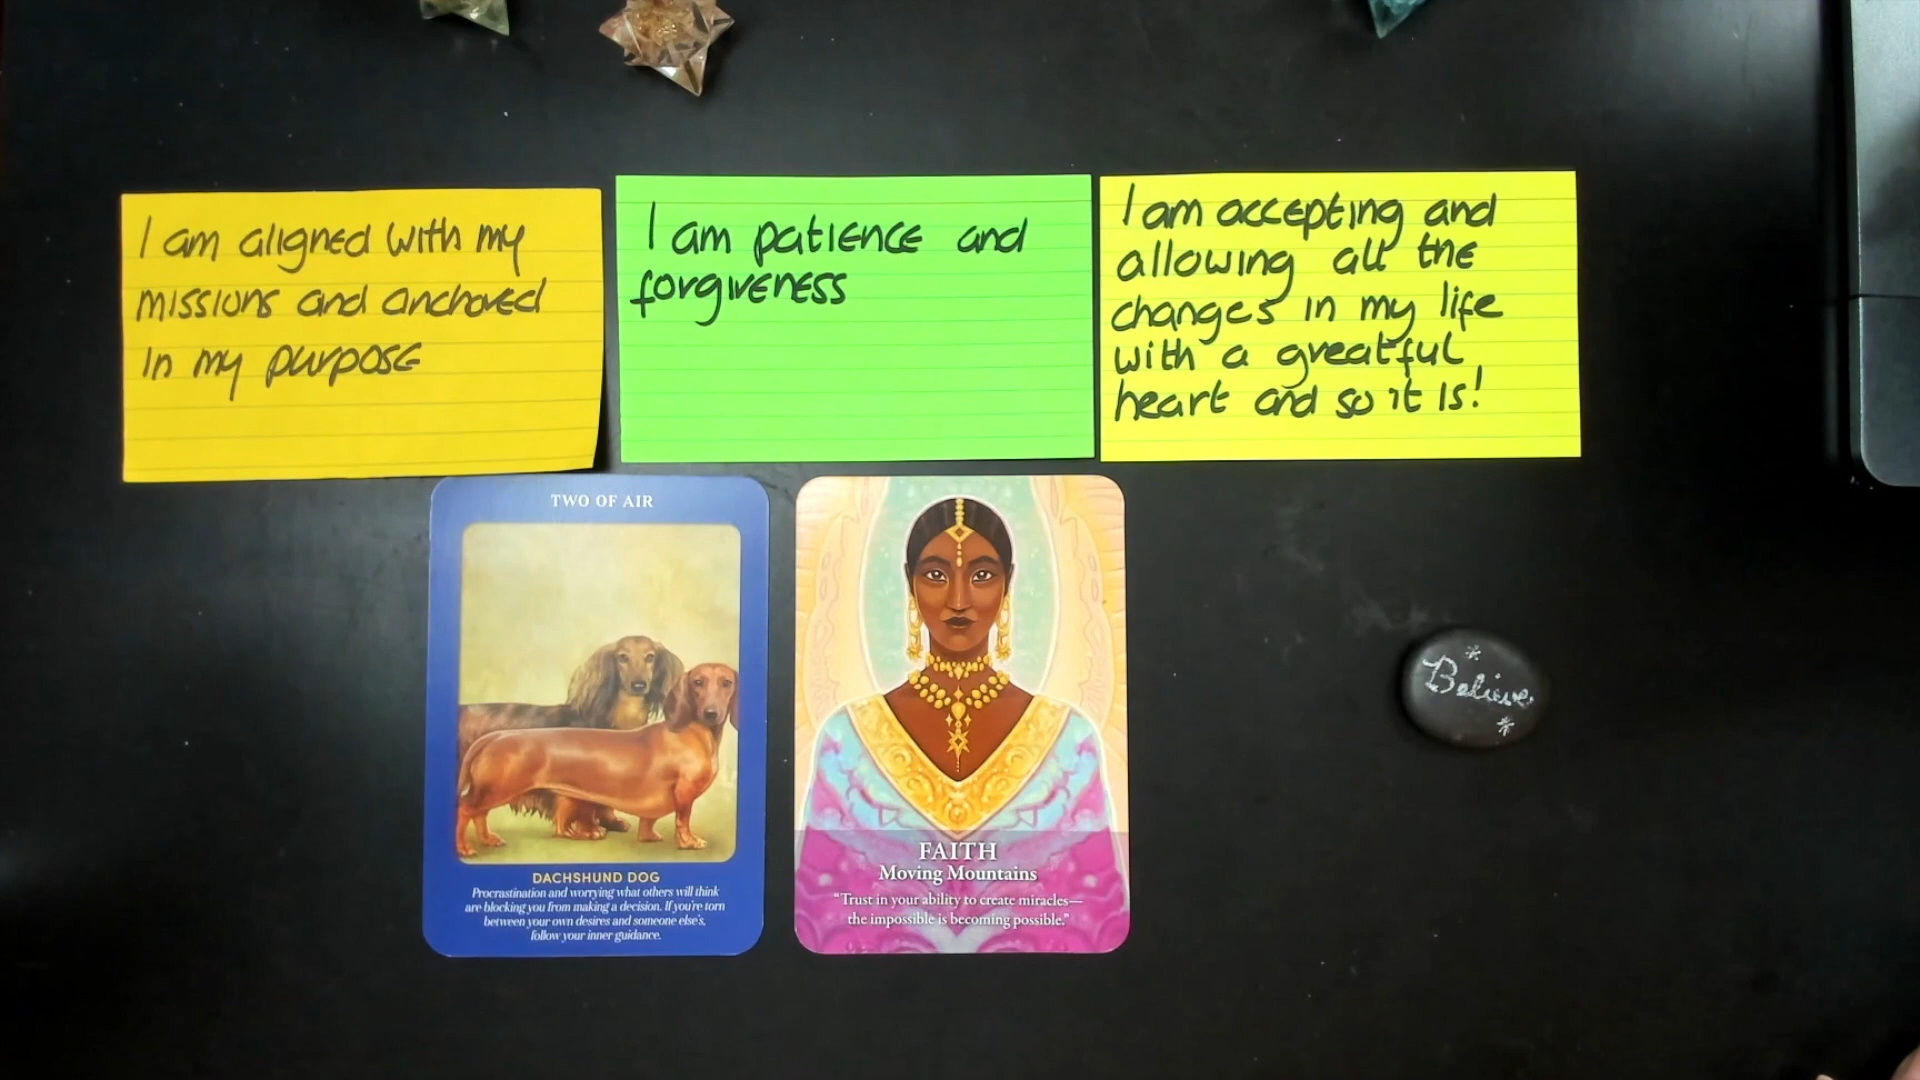 I am aligned with my
missions and anchored
in my purpose
I am patience and
forgiveness
I am accepting and
allowing all the
changes in my life
with a greatful
heart and so it is!
TWO OF AIR
DACHSHUND DOG
Procrastination and worrying what others will think
are blocking you from making a decision. If you're torn
between your own desires and someone else's,
follow your inner guidance.
FAITH
Moving Mountains
"Trust in your ability to create miracles—
the impossible is becoming possible."
Believe